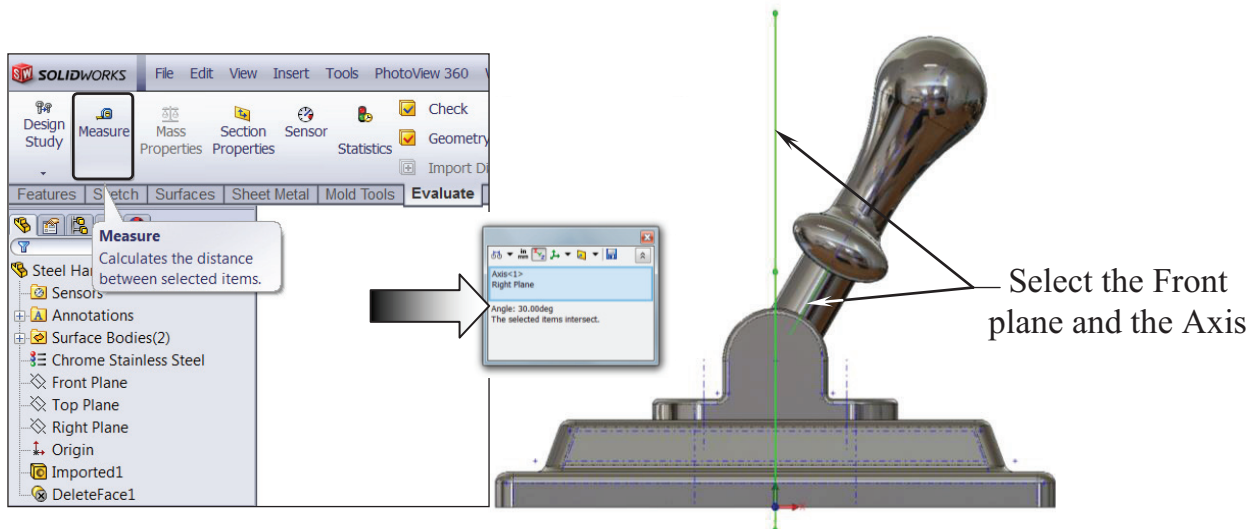 SOLIDWORKS File Edit View Insert Tools PhotoView 360
Design Study
Measure
Mass Properties
Section Properties
Sensor
Statistics
Check
Geometry
Import Di
Features Sketch Surfaces Sheet Metal Mold Tools Evaluate
Measure
Calculates the distance
between selected items.
Steel Ha
Sensors
Annotations
Surface Bodies(2)
Chrome Stainless Steel
Front Plane
Top Plane
Right Plane
Origin
Imported1
DeleteFace1
in
mm
Axis<1>
Right Plane
Angle: 30.00deg
The selected items intersect.
Select the Front
plane and the Axis